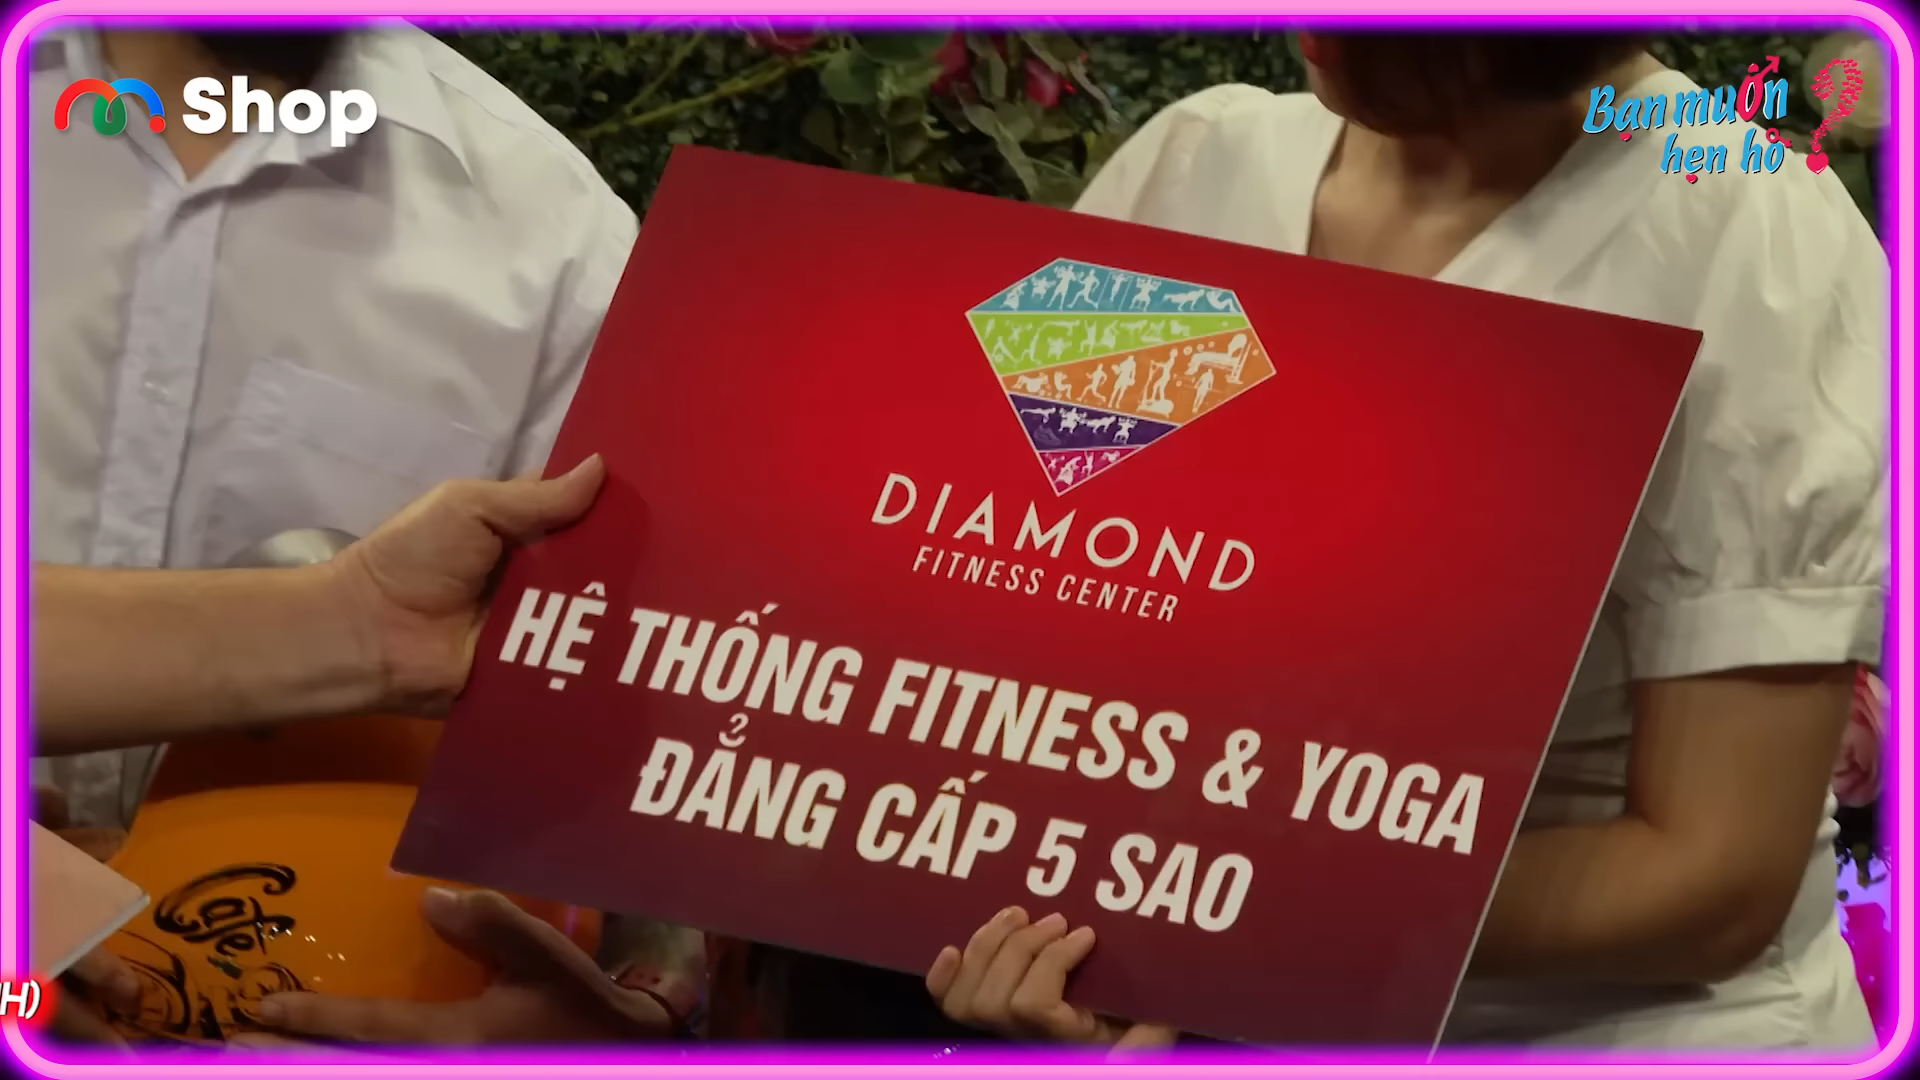 Shop
Bạn muốn
hẹn hò
?
DIAMOND
FITNESS CENTER
HỆ THỐNG FITNESS & YOGA
ĐẲNG CẤP 5 SAO
Cafe
H)